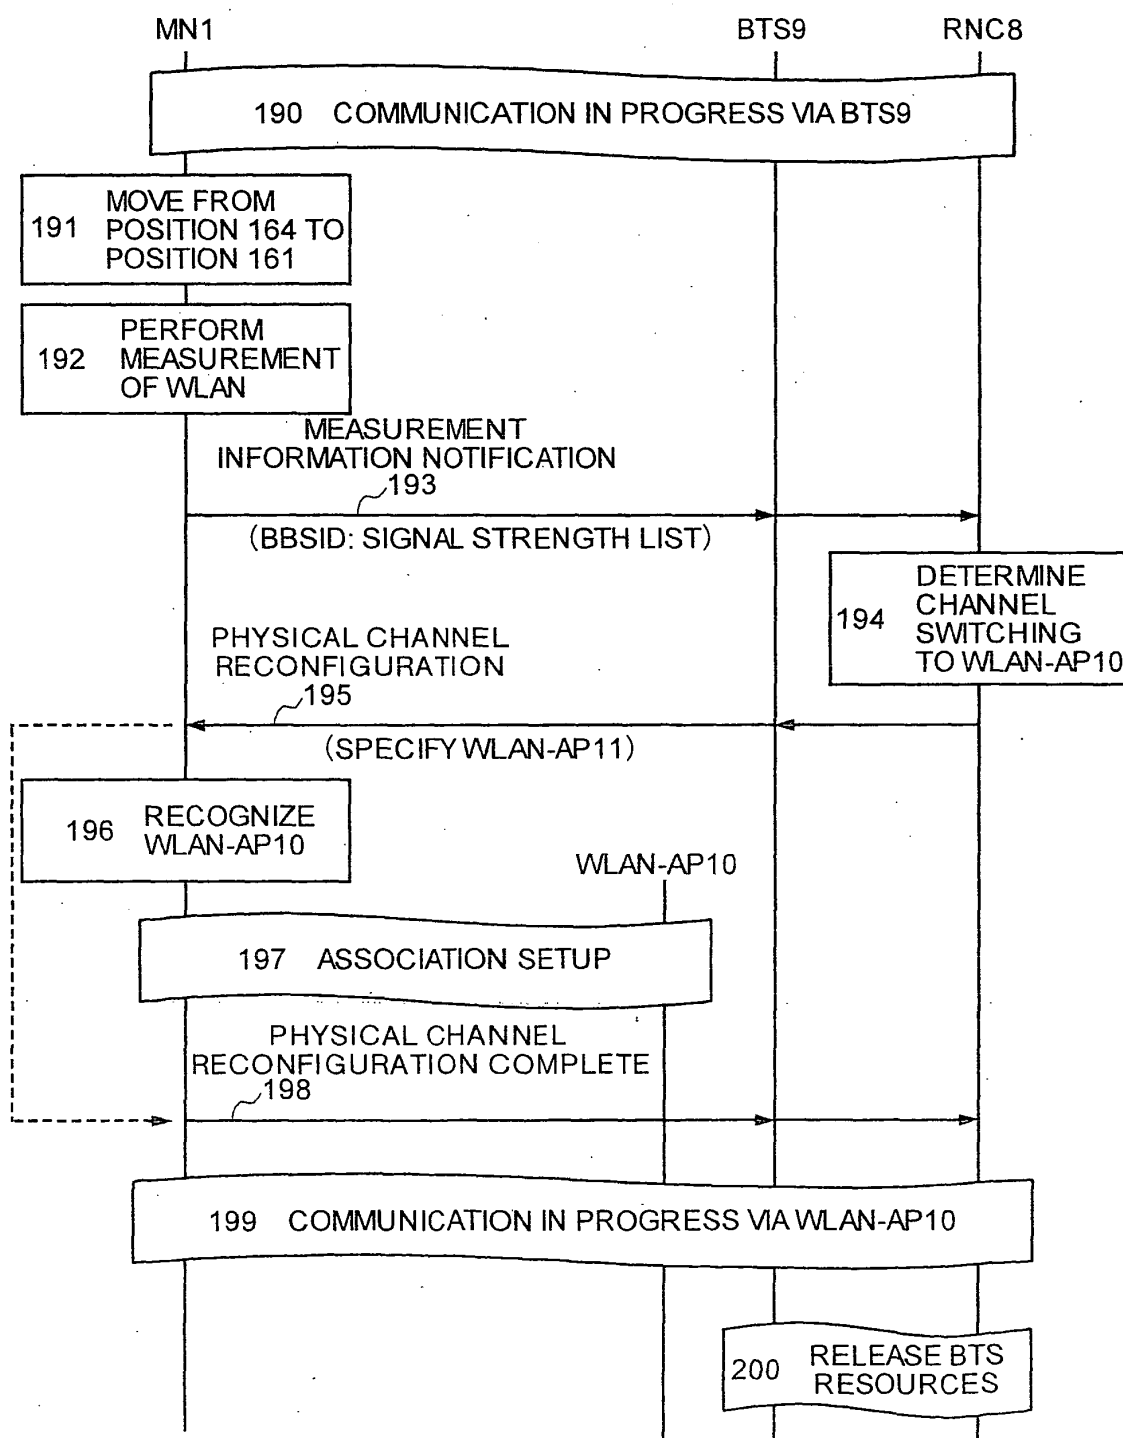 MN1 BTS9 RNC8
190 COMMUNICATION IN PROGRESS VIA BTS9
191 MOVE FROM
POSITION 164 TO
POSITION 161
192 PERFORM
MEASUREMENT
OF WLAN
MEASUREMENT
INFORMATION NOTIFICATION
193
(BBSID: SIGNAL STRENGTH LIST)
194 DETERMINE
CHANNEL
SWITCHING
TO WLAN-AP10
PHYSICAL CHANNEL
RECONFIGURATION
195
(SPECIFY WLAN-AP11)
196 RECOGNIZE
WLAN-AP10
WLAN-AP10
197 ASSOCIATION SETUP
PHYSICAL CHANNEL
RECONFIGURATION COMPLETE
198
199 COMMUNICATION IN PROGRESS VIA WLAN-AP10
200 RELEASE BTS
RESOURCES